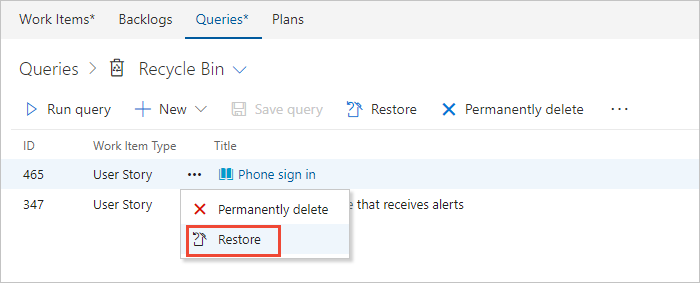 Work Items* Backlogs Queries* Plans
Queries > Recycle Bin
Run query New Save query Restore Permanently delete ...
ID Work Item Type Title
465 User Story ... Phone sign in
347 User Story that receives alerts
Permanently delete
Restore